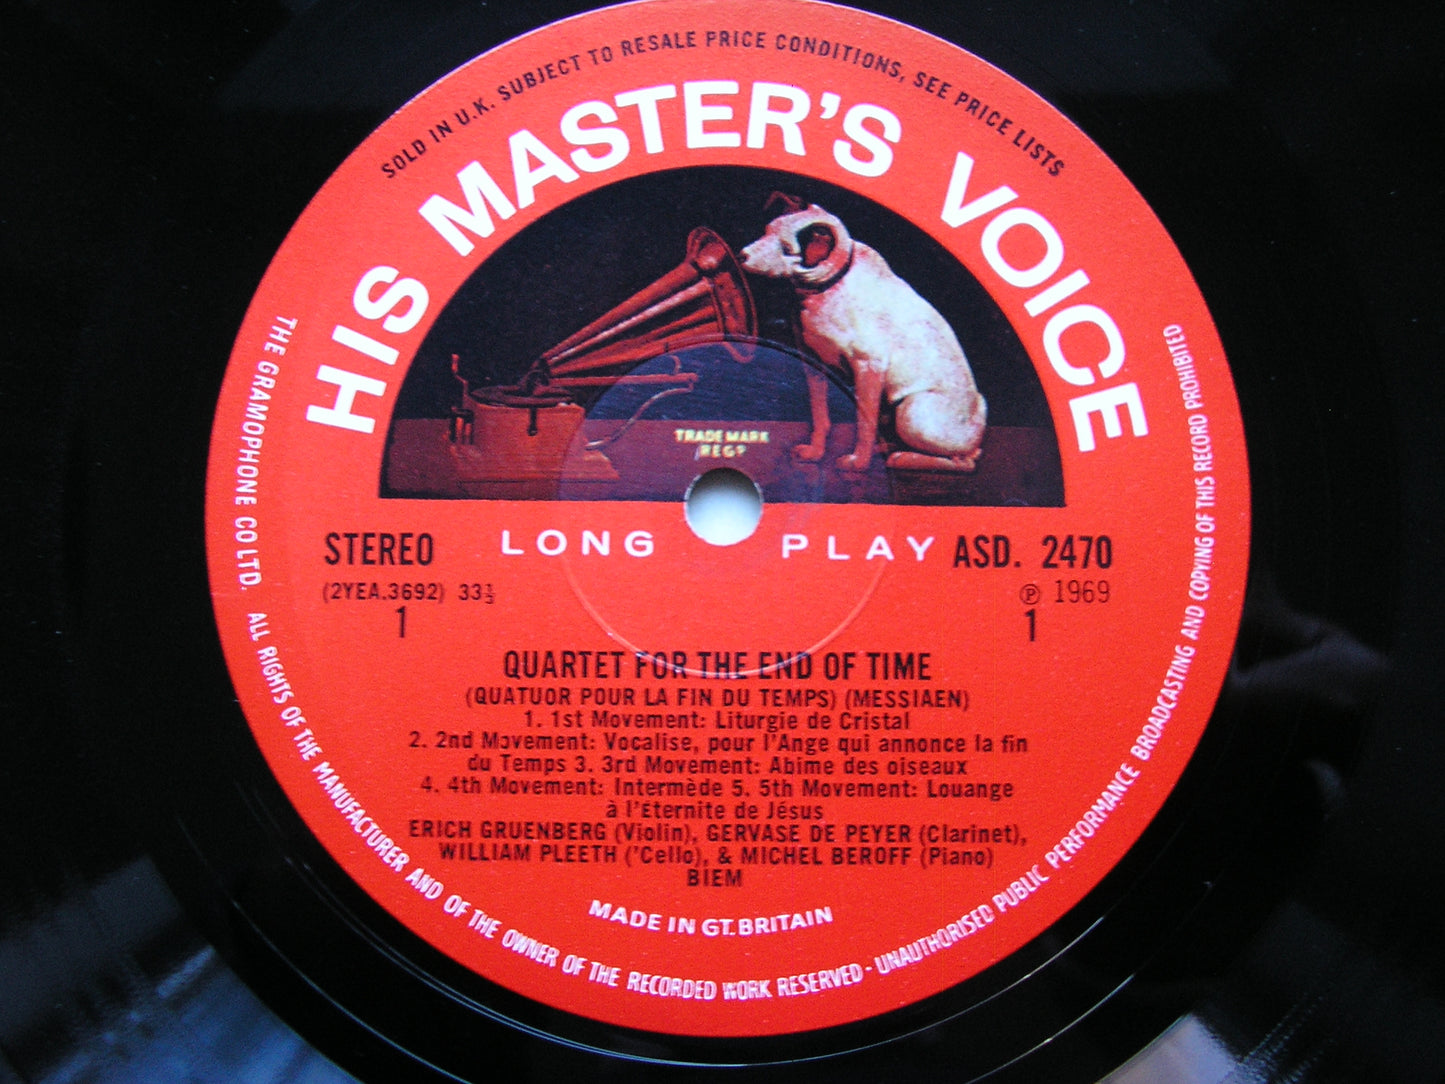 SOLD IN U.K. SUBJECT TO RESALE PRICE CONDITIONS, SEE PRICE LISTS
HIS MASTER'S VOICE
TRADE MARK
REGD
STEREO
LONG PLAY
ASD. 2470
(2YEA.3692) 33⅓
℗ 1969
1
1
QUARTET FOR THE END OF TIME
(QUATUOR POUR LA FIN DU TEMPS) (MESSIAEN)
1. 1st Movement: Liturgie de Cristal
2. 2nd Movement: Vocalise, pour l'Ange qui annonce la fin
du Temps 3. 3rd Movement: Abime des oiseaux
4. 4th Movement: Intermède 5. 5th Movement: Louange
à l'Éternite de Jésus
ERICH GRUENBERG (Violin), GERVASE DE PEYER (Clarinet),
WILLIAM PLEETH ('Cello), & MICHEL BEROFF (Piano)
BIEM
MADE IN GT. BRITAIN
THE GRAMOPHONE CO LTD. ALL RIGHTS OF THE MANUFACTURER AND OF THE OWNER OF THE RECORDED WORK RESERVED - UNAUTHORISED PUBLIC PERFORMANCE BROADCASTING AND COPYING OF THIS RECORD PROHIBITED